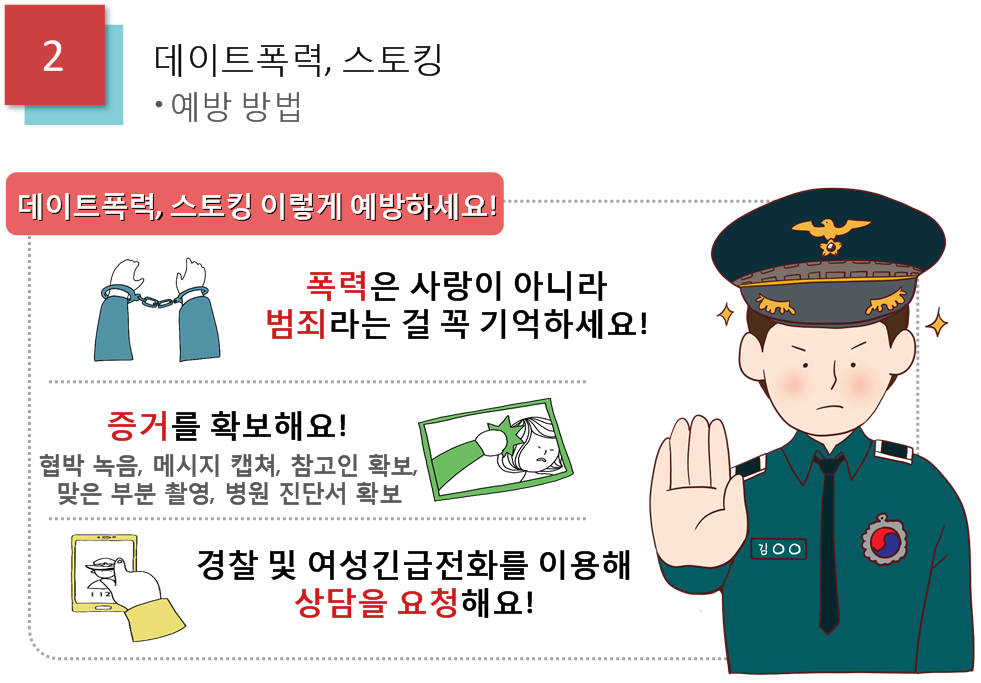 2
데이트폭력, 스토킹
• 예방 방법
데이트폭력, 스토킹 이렇게 예방하세요!
폭력은 사랑이 아니라
범죄라는 걸 꼭 기억하세요!
증거를 확보해요!
협박 녹음, 메시지 캡쳐, 참고인 확보,
맞은 부분 촬영, 병원 진단서 확보
경찰 및 여성긴급전화를 이용해
상담을 요청해요!
112
김OO